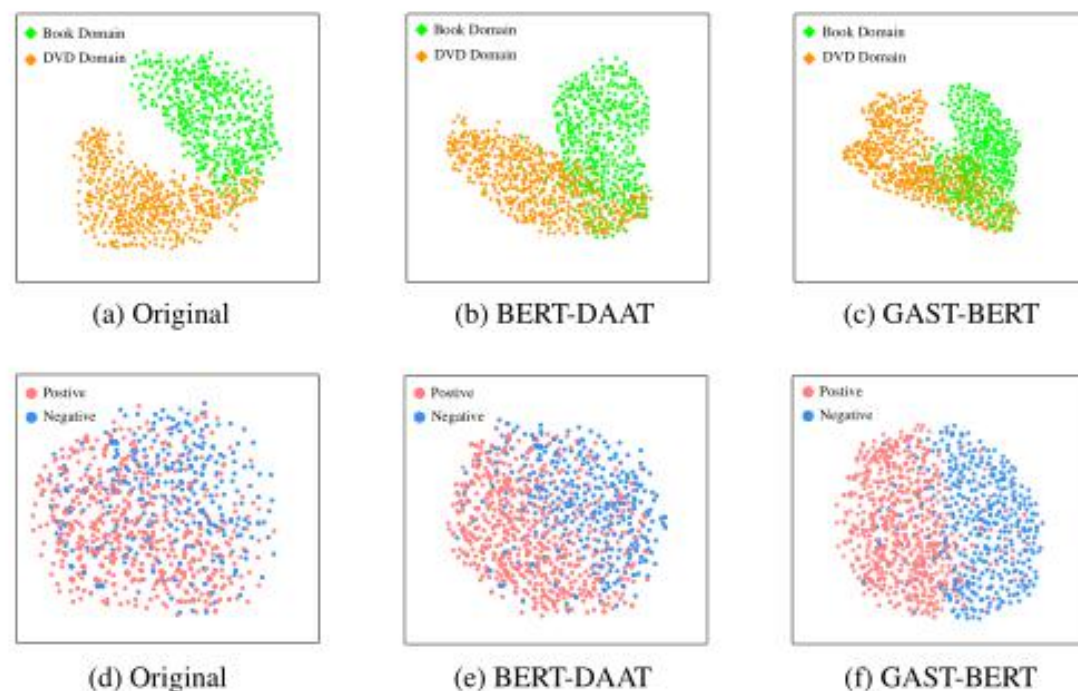 Book Domain
DVD Domain
Book Domain
DVD Domain
Book Domain
DVD Domain
(a) Original
(b) BERT-DAAT
(c) GAST-BERT
Postive
Negative
Postive
Negative
Postive
Negative
(d) Original
(e) BERT-DAAT
(f) GAST-BERT